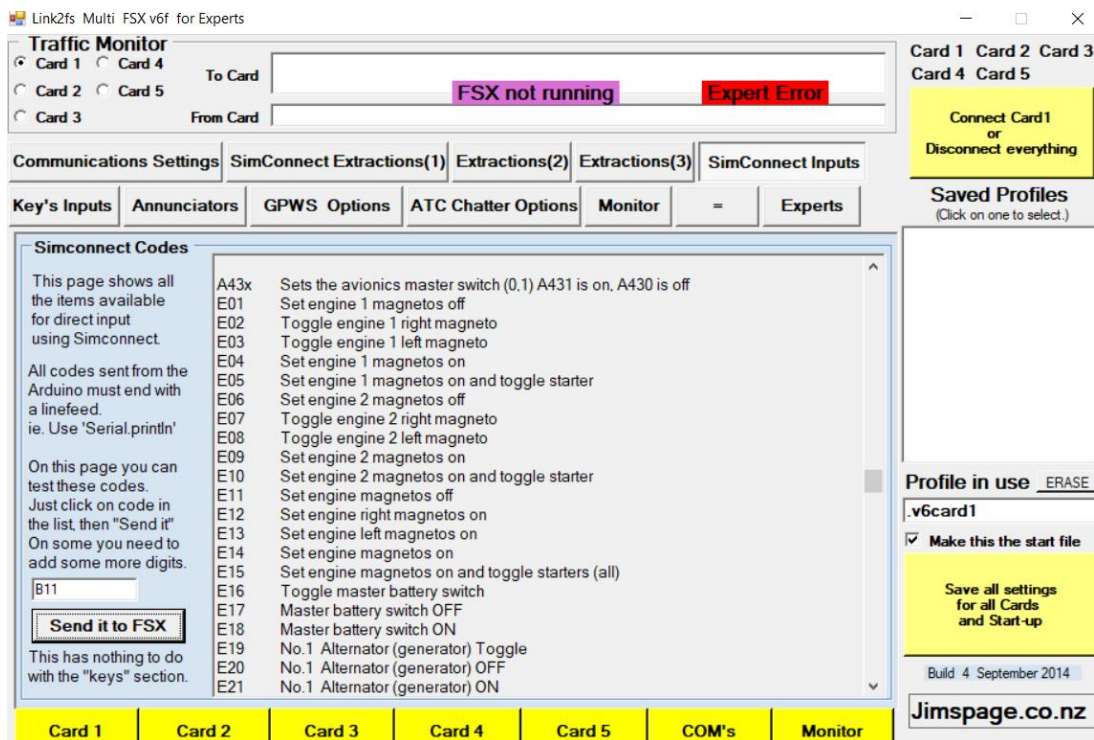 Link2fs Multi FSX v6f for Experts
Traffic Monitor
Card 1 Card 4
Card 2 Card 5
Card 3
To Card
From Card
FSX not running
Expert Error
Card 1 Card 2 Card 3
Card 4 Card 5
Connect Card1
or
Disconnect everything
Communications Settings SimConnect Extractions(1) Extractions(2) Extractions(3) SimConnect Inputs
Key's Inputs Annunciators GPWS Options ATC Chatter Options Monitor = Experts
Simconnect Codes
This page shows all
the items available
for direct input
using Simconnect.
All codes sent from the
Arduino must end with
a linefeed.
ie. Use 'Serial.println'
On this page you can
test these codes.
Just click on code in
the list, then "Send it"
On some you need to
add some more digits.
B11
Send it to FSX
This has nothing to do
with the "keys" section.
A43x Sets the avionics master switch (0,1) A431 is on, A430 is off
E01 Set engine 1 magnetos off
E02 Toggle engine 1 right magneto
E03 Toggle engine 1 left magneto
E04 Set engine 1 magnetos on
E05 Set engine 1 magnetos on and toggle starter
E06 Set engine 2 magnetos off
E07 Toggle engine 2 right magneto
E08 Toggle engine 2 left magneto
E09 Set engine 2 magnetos on
E10 Set engine 2 magnetos on and toggle starter
E11 Set engine magnetos off
E12 Set engine right magnetos on
E13 Set engine left magnetos on
E14 Set engine magnetos on
E15 Set engine magnetos on and toggle starters (all)
E16 Toggle master battery switch
E17 Master battery switch OFF
E18 Master battery switch ON
E19 No.1 Alternator (generator) Toggle
E20 No.1 Alternator (generator) OFF
E21 No.1 Alternator (generator) ON
Saved Profiles
(Click on one to select.)
Profile in use ERASE
.v6card1
Make this the start file
Save all settings
for all Cards
and Start-up
Build 4 September 2014
Jimspage.co.nz
Card 1 Card 2 Card 3 Card 4 Card 5 COM's Monitor